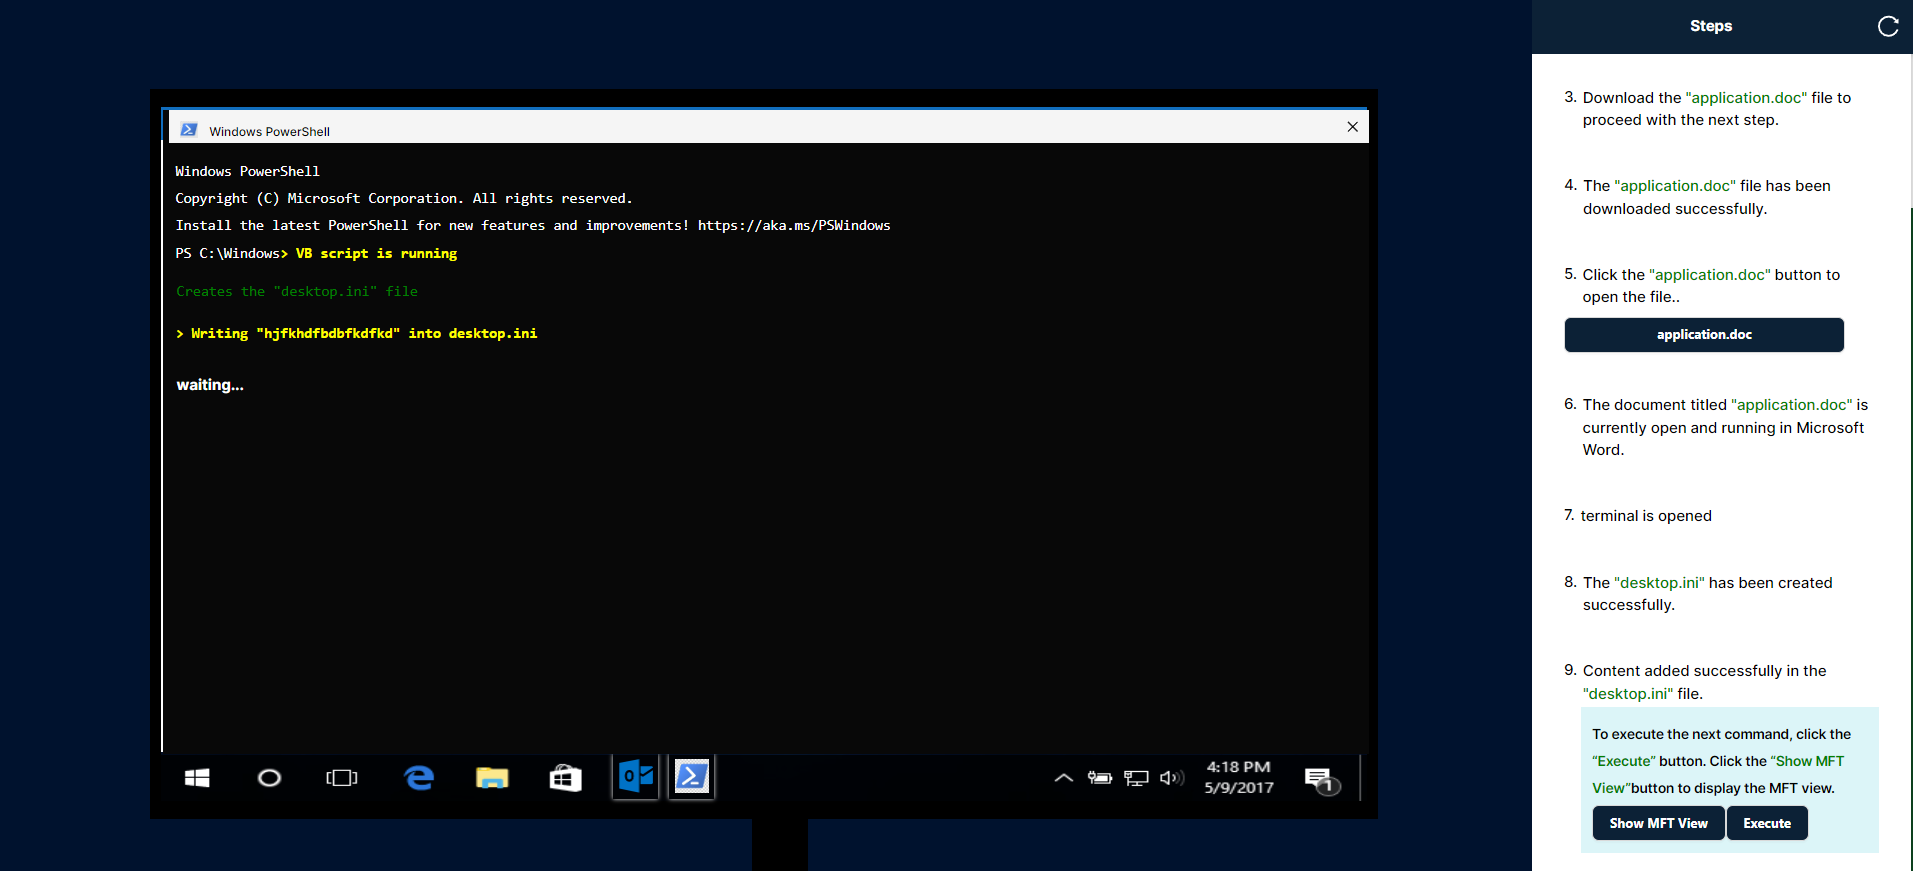 Windows PowerShell
Windows PowerShell
Copyright (C) Microsoft Corporation. All rights reserved.
Install the latest PowerShell for new features and improvements! https://aka.ms/PSWindows
PS C:\Windows> VB script is running
Creates the "desktop.ini" file
> Writing "hjfkhdfbdbfkdfkd" into desktop.ini
waiting...
4:18 PM
5/9/2017
1
Steps
3. Download the "application.doc" file to
proceed with the next step.
4. The "application.doc" file has been
downloaded successfully.
5. Click the "application.doc" button to
open the file..
application.doc
6. The document titled "application.doc" is
currently open and running in Microsoft
Word.
7. terminal is opened
8. The "desktop.ini" has been created
successfully.
9. Content added successfully in the
"desktop.ini" file.
To execute the next command, click the
“Execute” button. Click the “Show MFT
View”button to display the MFT view.
Show MFT View
Execute